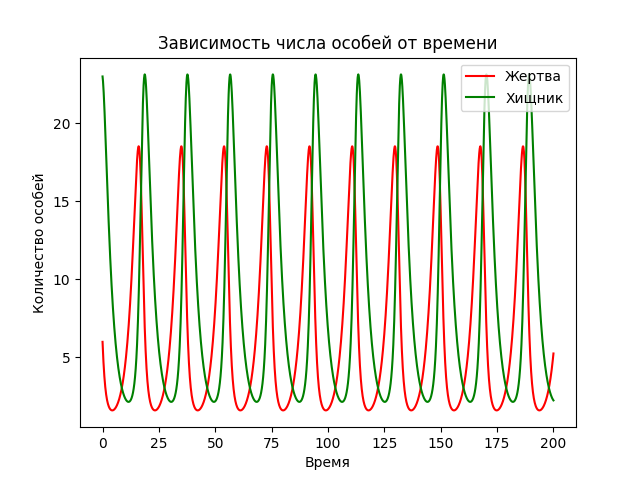 Зависимость числа особей от времени
Жертва
Хищник
Количество особей
20
15
10
5
0 25 50 75 100 125 150 175 200
Время